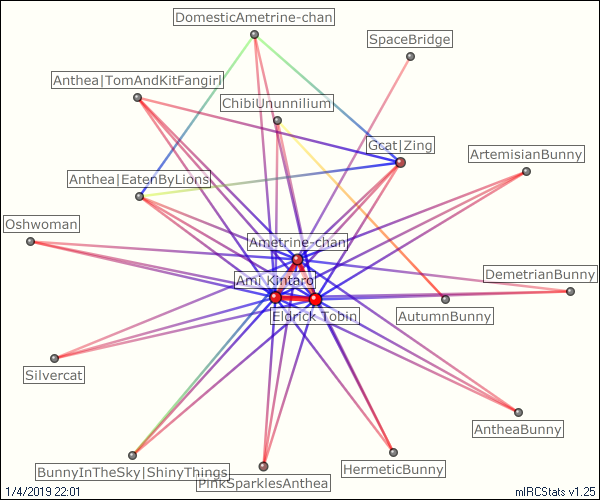 DomesticAmetrine-chan
SpaceBridge
Anthea|TomAndKitFangirl
ChibiUnunnilium
Gcat|Zing
ArtemisianBunny
Anthea|EatenByLions
Oshwoman
Ametrine-chan
DemetrianBunny
Ami Kintaro
Eldrick Tobin
AutumnBunny
Silvercat
AntheaBunny
BunnyInTheSky|ShinyThings
HermeticBunny
PinkSparklesAnthea
1/4/2019 22:01
mIRCStats v1.25